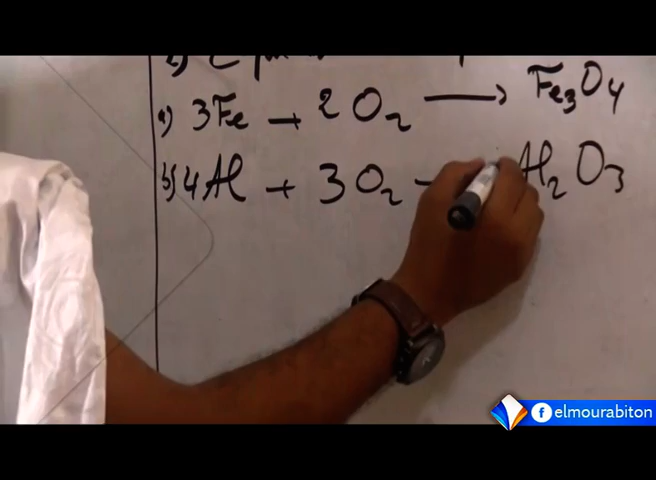 a) 3Fe + 2O₂ → Fe₃O₄
b) 4Al + 3O₂ Al₂O₃
elmourabiton